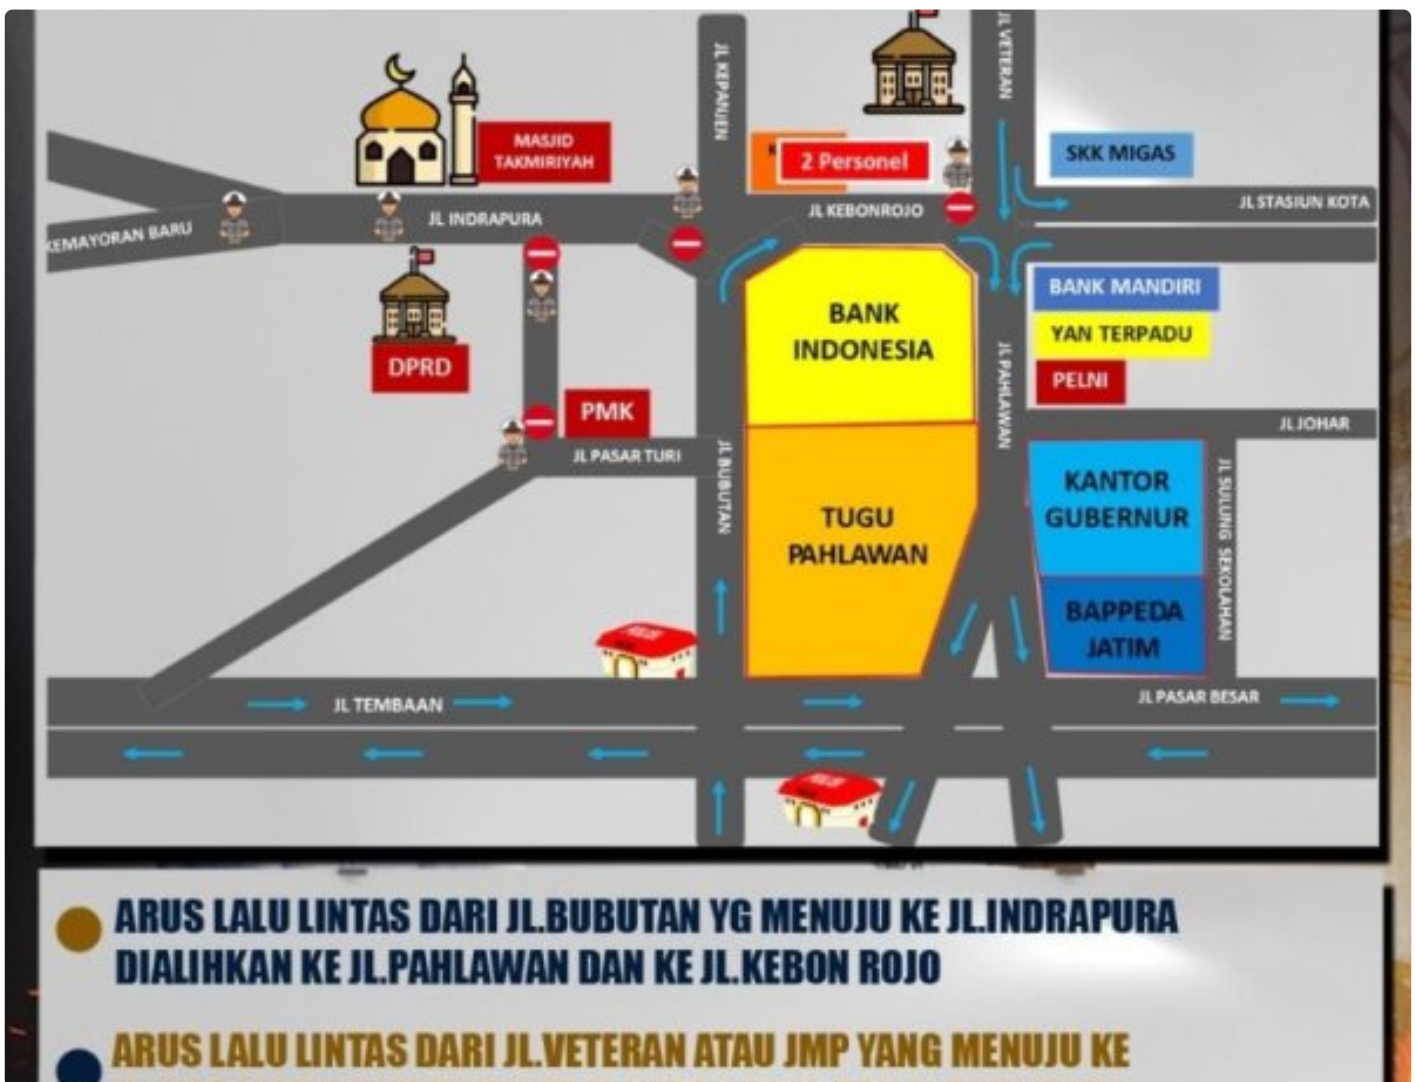 JL KEPANJEN
JL VETERAN
MASJID
TAKMIRIYAH
2 Personel
SKK MIGAS
JL INDRAPURA
JL KEBONROJO
JL STASIUN KOTA
KEMAYORAN BARU
BANK MANDIRI
YAN TERPADU
PELNI
BANK
INDONESIA
DPRD
PMK
JL PAHLAWAN
JL JOHAR
JL PASAR TURI
JL BUBUTAN
TUGU
PAHLAWAN
KANTOR
GUBERNUR
JL SULUNG SEKOLAHAN
BAPPEDA
JATIM
JL TEMBAAN
JL PASAR BESAR
ARUS LALU LINTAS DARI JL.BUBUTAN YG MENUJU KE JL.INDRAPURA
DIALIHKAN KE JL.PAHLAWAN DAN KE JL.KEBON ROJO
ARUS LALU LINTAS DARI JL.VETERAN ATAU JMP YANG MENUJU KE